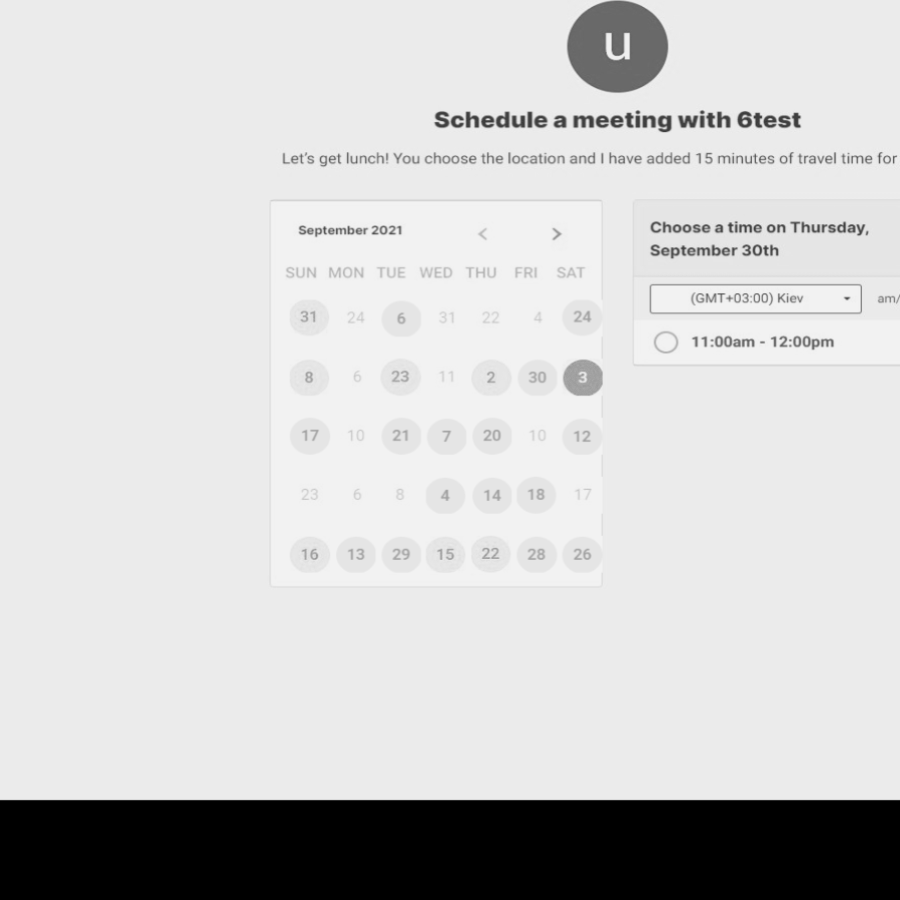 u
Schedule a meeting with 6test
Let's get lunch! You choose the location and I have added 15 minutes of travel time for
September 2021 < >
SUN MON TUE WED THU FRI SAT
31 24 6 31 22 4 24
8 6 23 11 2 30 3
17 10 21 7 20 10 12
23 6 8 4 14 18 17
16 13 29 15 22 28 26
Choose a time on Thursday,
September 30th
(GMT+03:00) Kiev am/
11:00am - 12:00pm